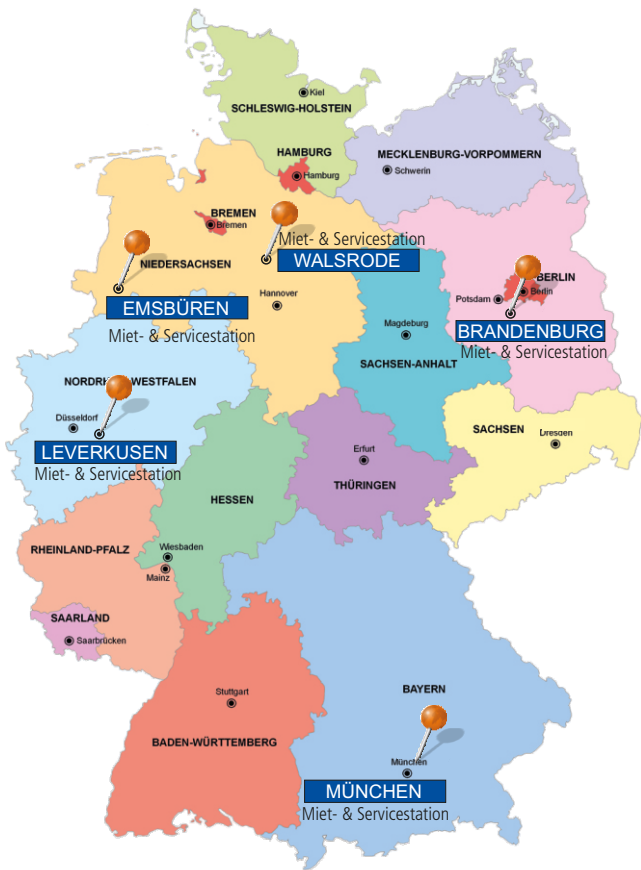 Kiel
SCHLESWIG-HOLSTEIN
HAMBURG
Hamburg
MECKLENBURG-VORPOMMERN
Schwerin
BREMEN
Bremen
Miet- & Servicestation
WALSRODE
NIEDERSACHSEN
EMSBÜREN
Miet- & Servicestation
Hannover
BERLIN
Berlin
Potsdam
BRANDENBURG
Miet- & Servicestation
Magdeburg
SACHSEN-ANHALT
NORDRH WESTFALEN
Düsseldorf
LEVERKUSEN
Miet- & Servicestation
SACHSEN
Dresden
Erfurt
THÜRINGEN
HESSEN
RHEINLAND-PFALZ
Wiesbaden
Mainz
SAARLAND
Saarbrücken
Stuttgart
BADEN-WÜRTTEMBERG
BAYERN
München
MÜNCHEN
Miet- & Servicestation